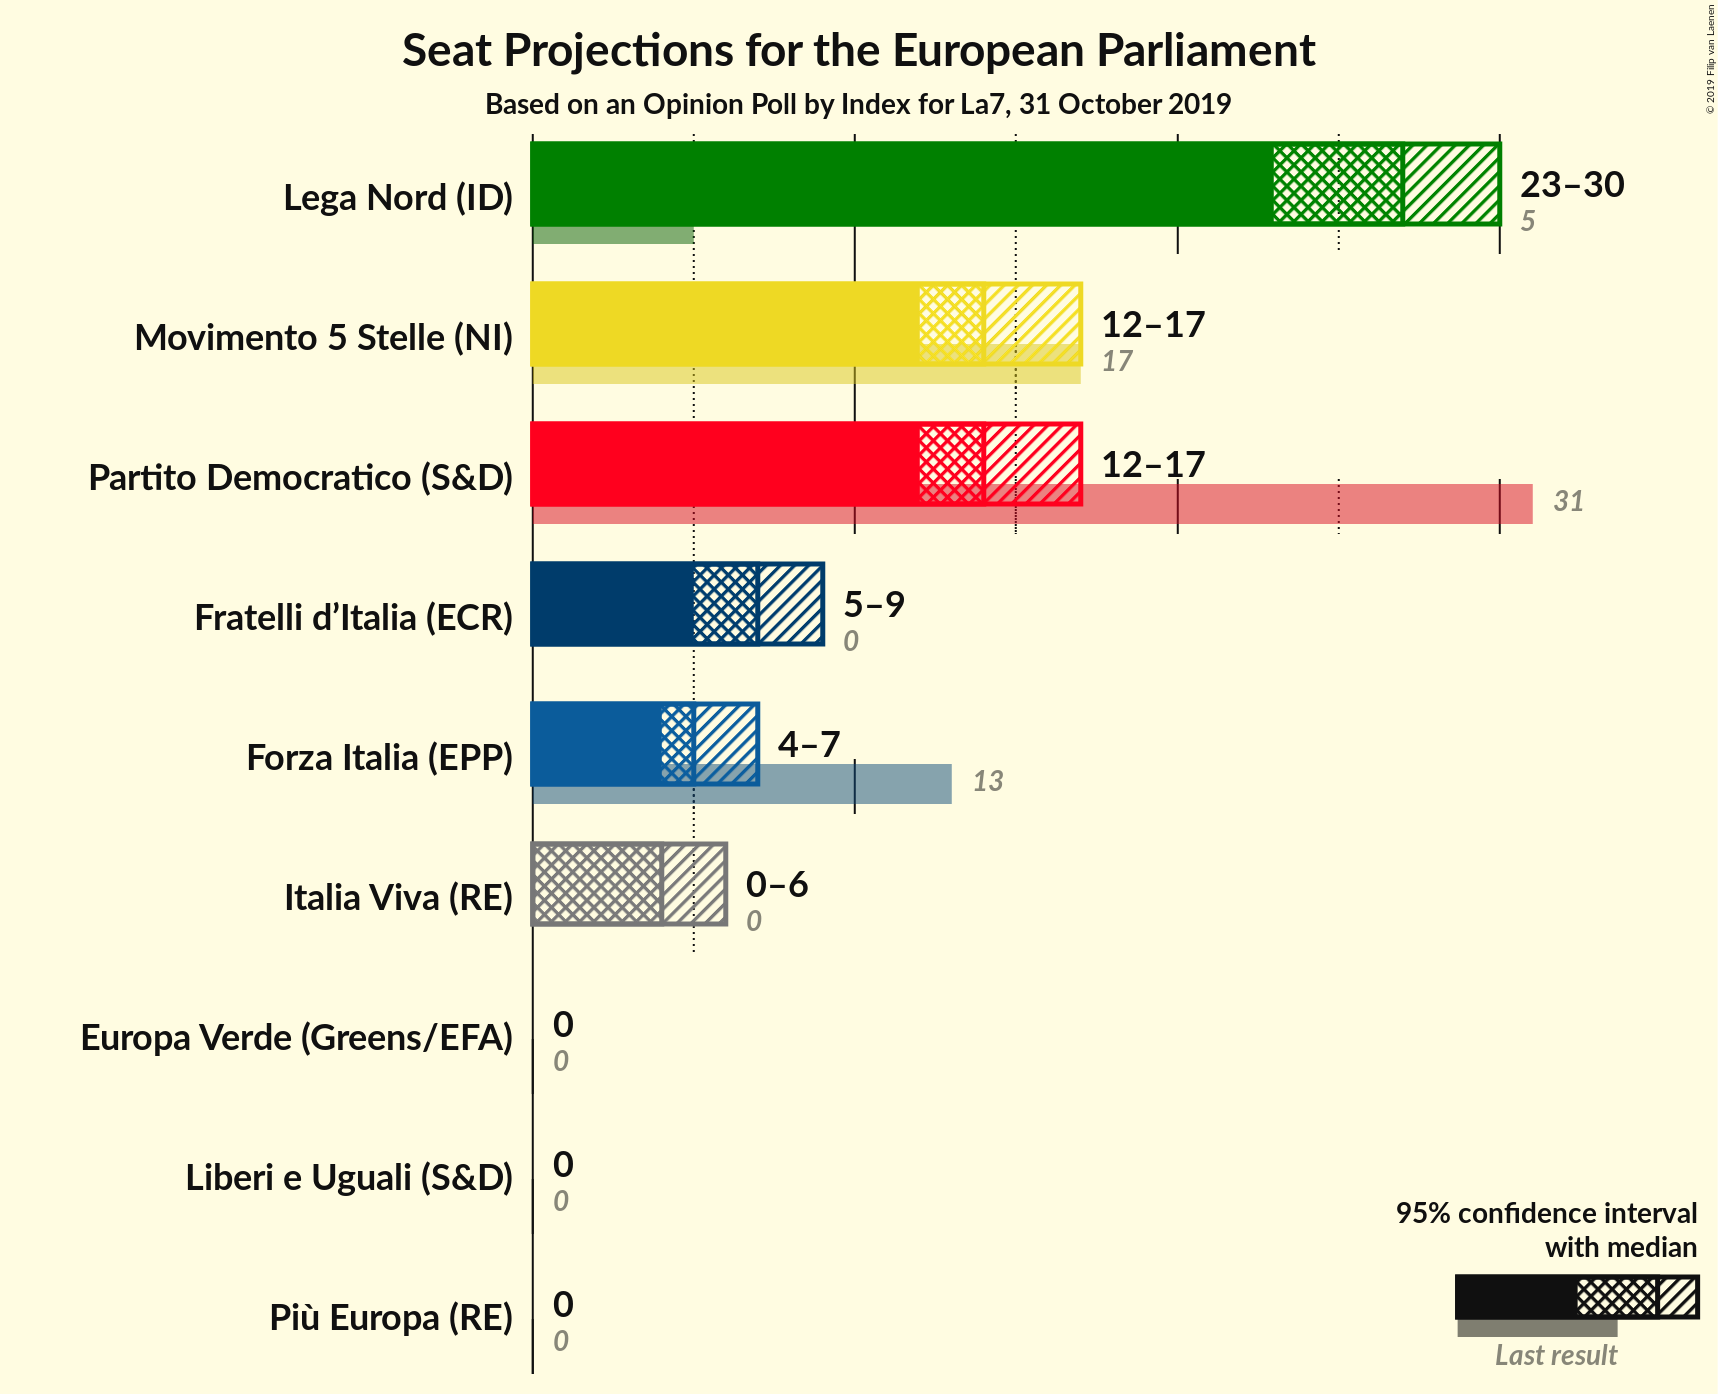 Seat Projections for the European Parliament
Based on an Opinion Poll by Index for La7, 31 October 2019
© 2019 Filip van Laenen
Lega Nord (ID)
23–30
5
Movimento 5 Stelle (NI)
12–17
17
Partito Democratico (S&D)
12–17
31
Fratelli d’Italia (ECR)
5–9
0
Forza Italia (EPP)
4–7
13
Italia Viva (RE)
0–6
0
Europa Verde (Greens/EFA)
0
0
Liberi e Uguali (S&D)
0
0
Più Europa (RE)
0
0
95% confidence interval
with median
Last result